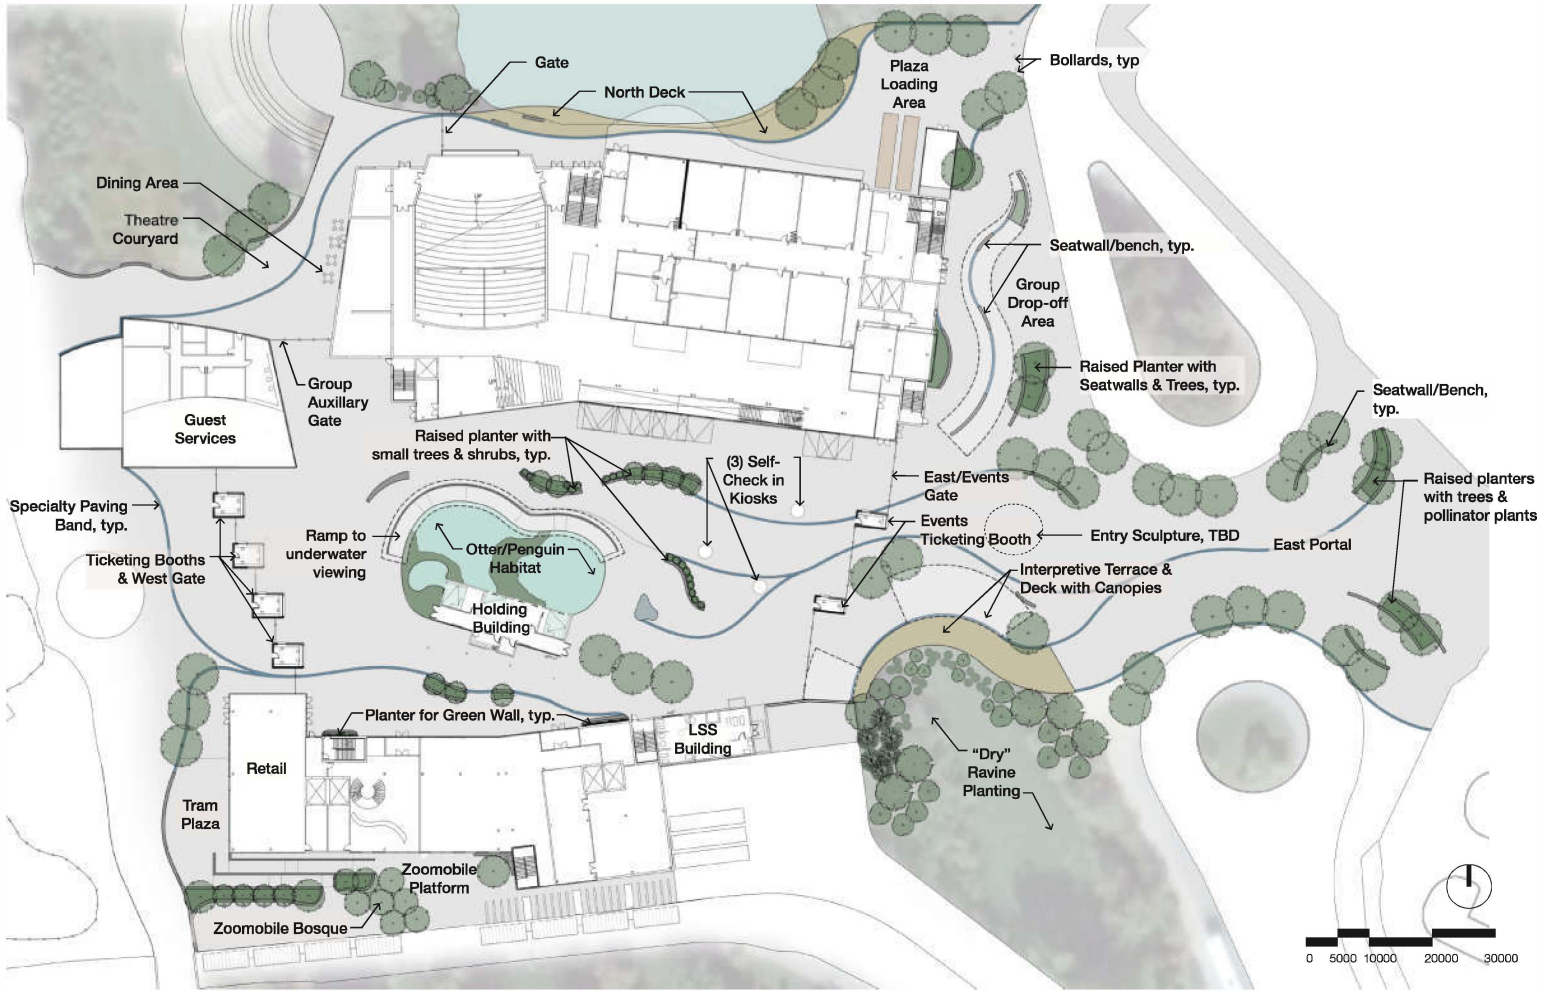 Gate
North Deck
Plaza
Loading
Area
Bollards, typ
Dining Area
Theatre
Couryard
Seatwall/bench, typ.
Group
Drop-off
Area
Raised Planter with
Seatwalls & Trees, typ.
Seatwall/Bench,
typ.
Group
Auxillary
Gate
Guest
Services
Raised planter with
small trees & shrubs, typ.
(3) Self-
Check in
Kiosks
East/Events
Gate
Raised planters
with trees &
pollinator plants
Specialty Paving
Band, typ.
Ramp to
underwater
viewing
Otter/Penguin
Habitat
Events
Ticketing Booth
Entry Sculpture, TBD
East Portal
Ticketing Booths
& West Gate
Interpretive Terrace &
Deck with Canopies
Holding
Building
Planter for Green Wall, typ.
LSS
Building
Retail
"Dry"
Ravine
Planting
Tram
Plaza
Zoomobile
Platform
Zoomobile Bosque
0 5000 10000 20000 30000